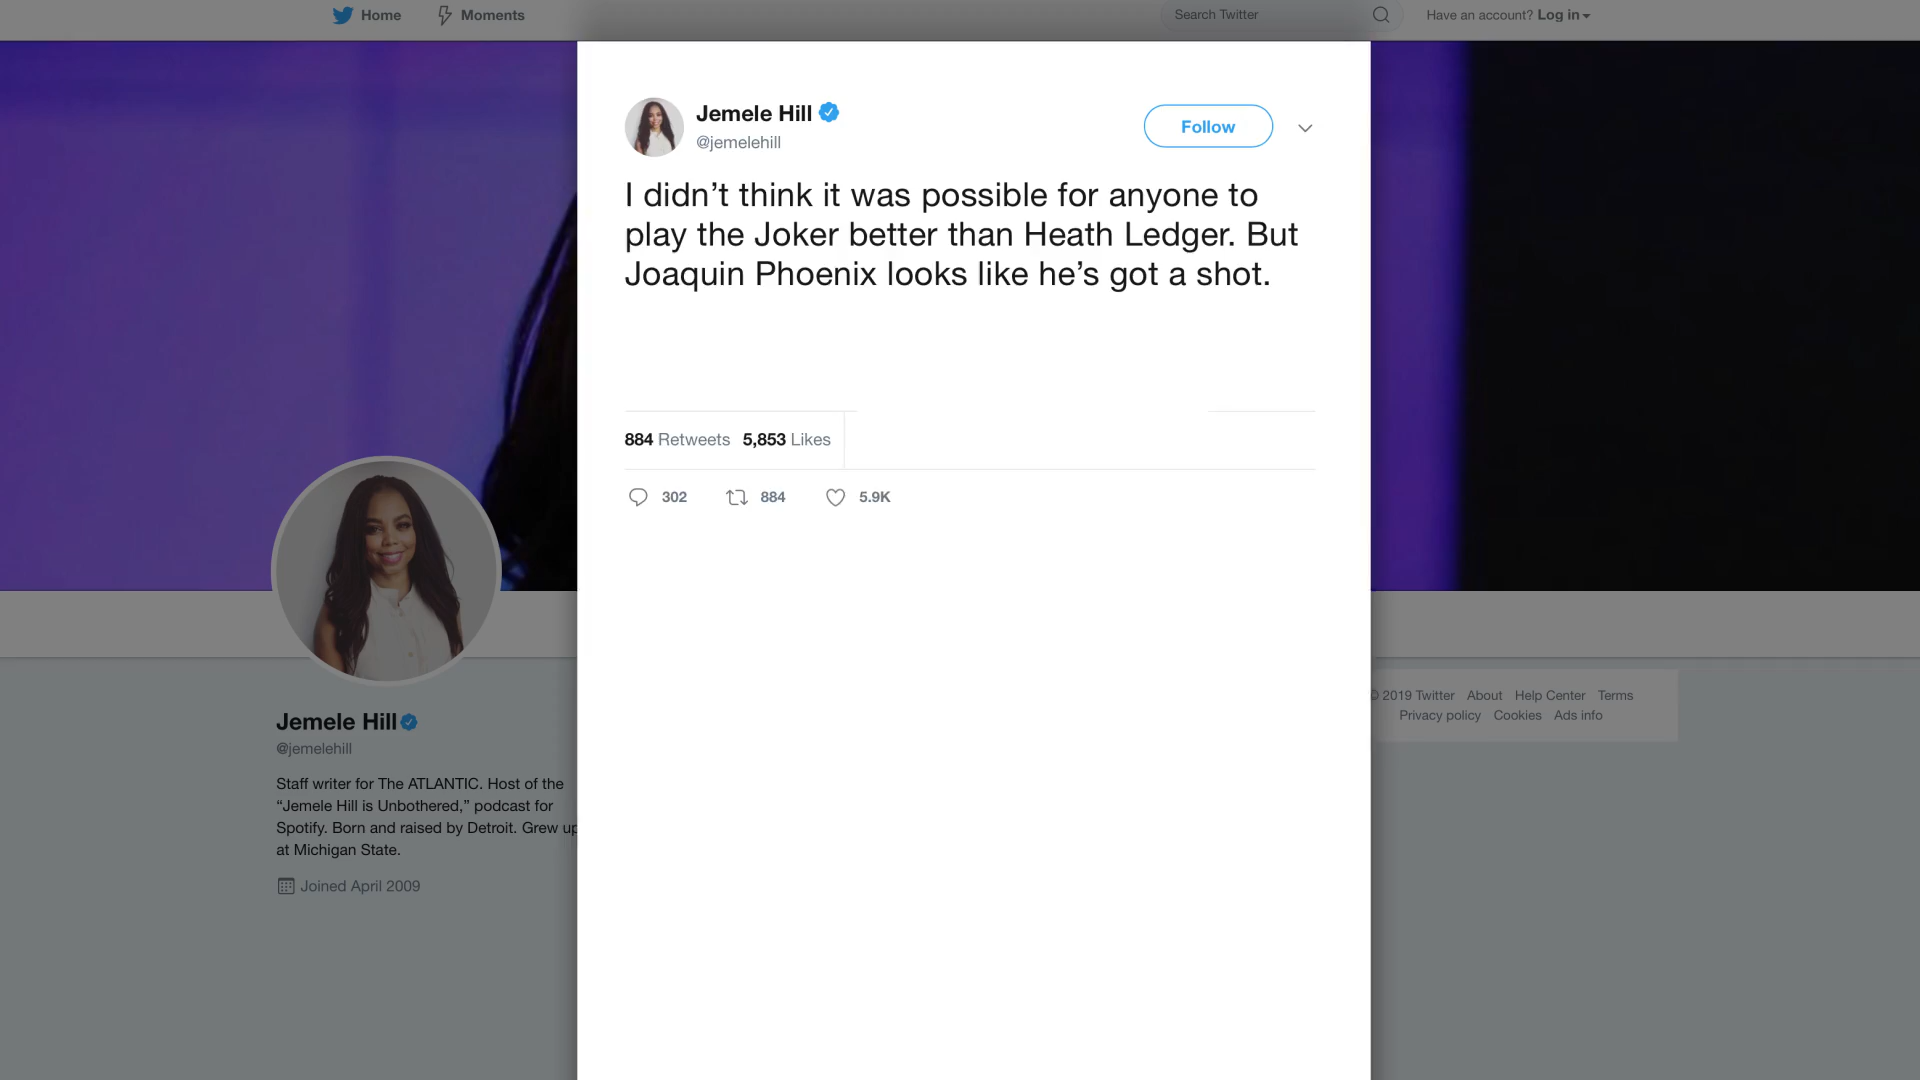 Home Moments Search Twitter Have an account? Log in
Jemele Hill
@jemelehill
Follow
I didn’t think it was possible for anyone to
play the Joker better than Heath Ledger. But
Joaquin Phoenix looks like he’s got a shot.
884 Retweets 5,853 Likes
302 884 5.9K
Jemele Hill
@jemelehill
Staff writer for The ATLANTIC. Host of the
“Jemele Hill is Unbothered,” podcast for
Spotify. Born and raised by Detroit. Grew up
at Michigan State.
Joined April 2009
© 2019 Twitter About Help Center Terms
Privacy policy Cookies Ads info